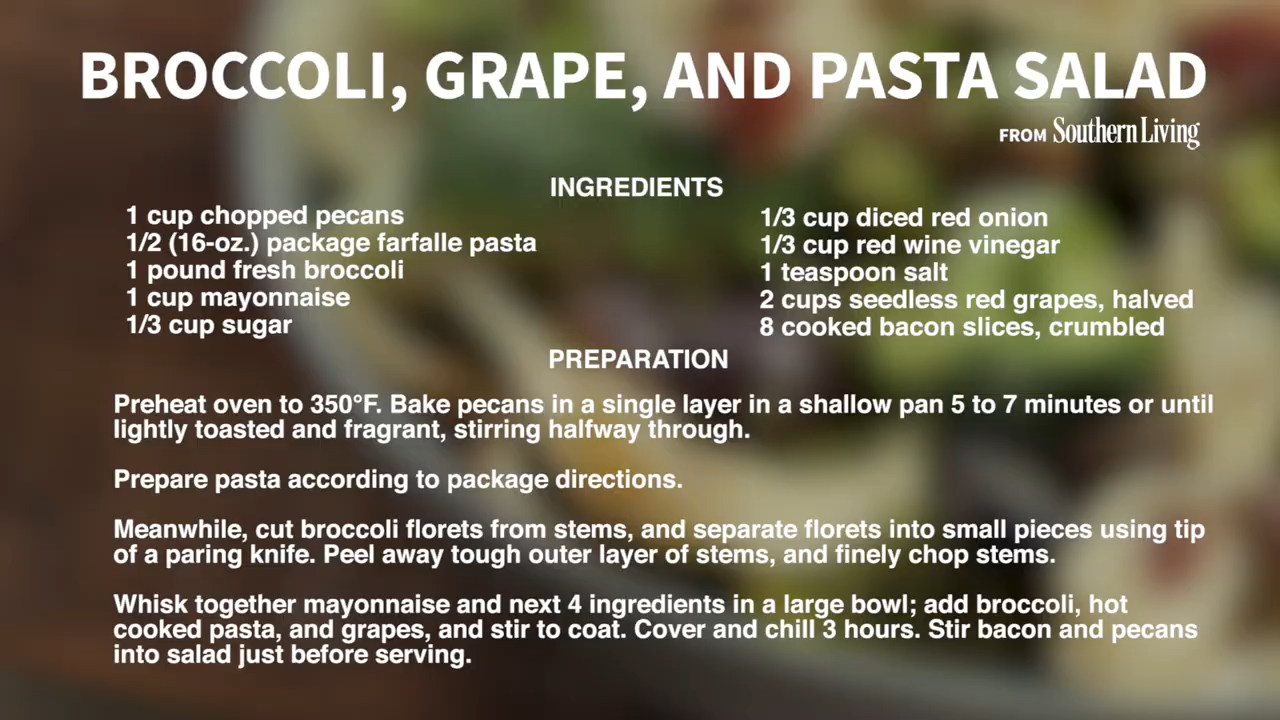 BROCCOLI, GRAPE, AND PASTA SALAD
FROM Southern Living
INGREDIENTS
1 cup chopped pecans
1/2 (16-oz.) package farfalle pasta
1 pound fresh broccoli
1 cup mayonnaise
1/3 cup sugar
1/3 cup diced red onion
1/3 cup red wine vinegar
1 teaspoon salt
2 cups seedless red grapes, halved
8 cooked bacon slices, crumbled
PREPARATION
Preheat oven to 350°F. Bake pecans in a single layer in a shallow pan 5 to 7 minutes or until
lightly toasted and fragrant, stirring halfway through.
Prepare pasta according to package directions.
Meanwhile, cut broccoli florets from stems, and separate florets into small pieces using tip
of a paring knife. Peel away tough outer layer of stems, and finely chop stems.
Whisk together mayonnaise and next 4 ingredients in a large bowl; add broccoli, hot
cooked pasta, and grapes, and stir to coat. Cover and chill 3 hours. Stir bacon and pecans
into salad just before serving.